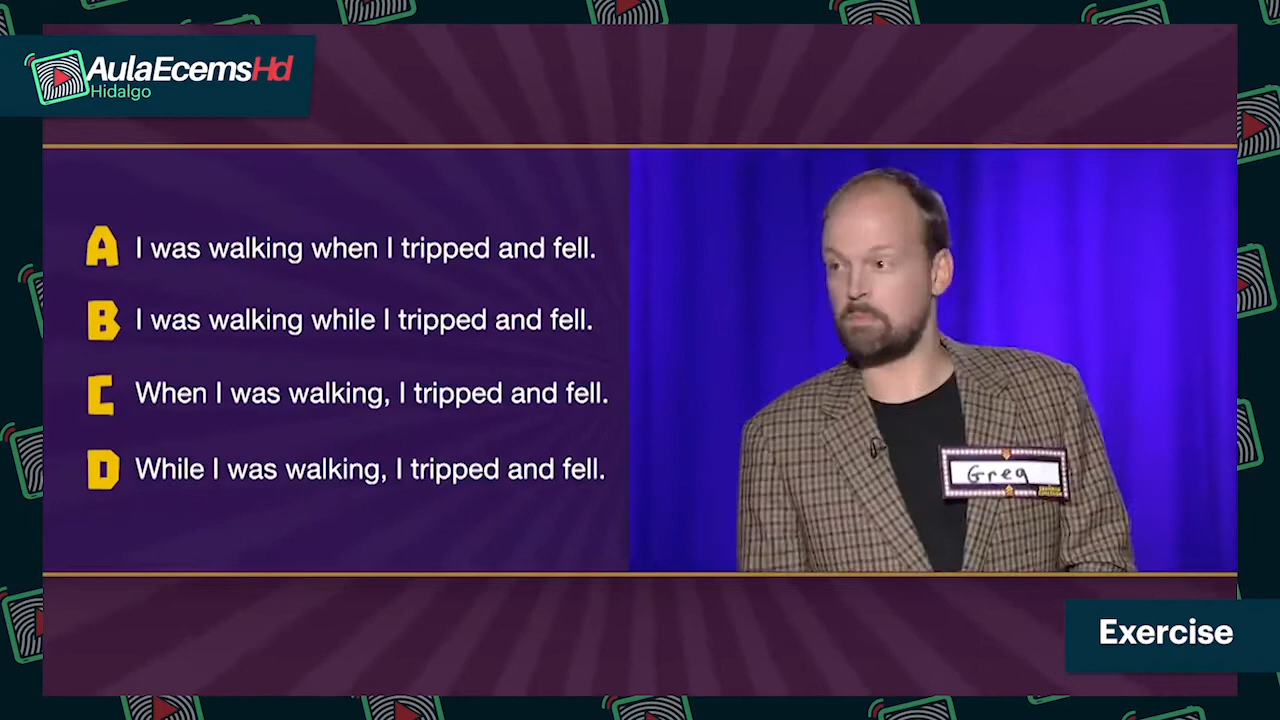 AulaEcemsHd
Hidalgo
A I was walking when I tripped and fell.
B I was walking while I tripped and fell.
C When I was walking, I tripped and fell.
D While I was walking, I tripped and fell.
Greg
Exercise